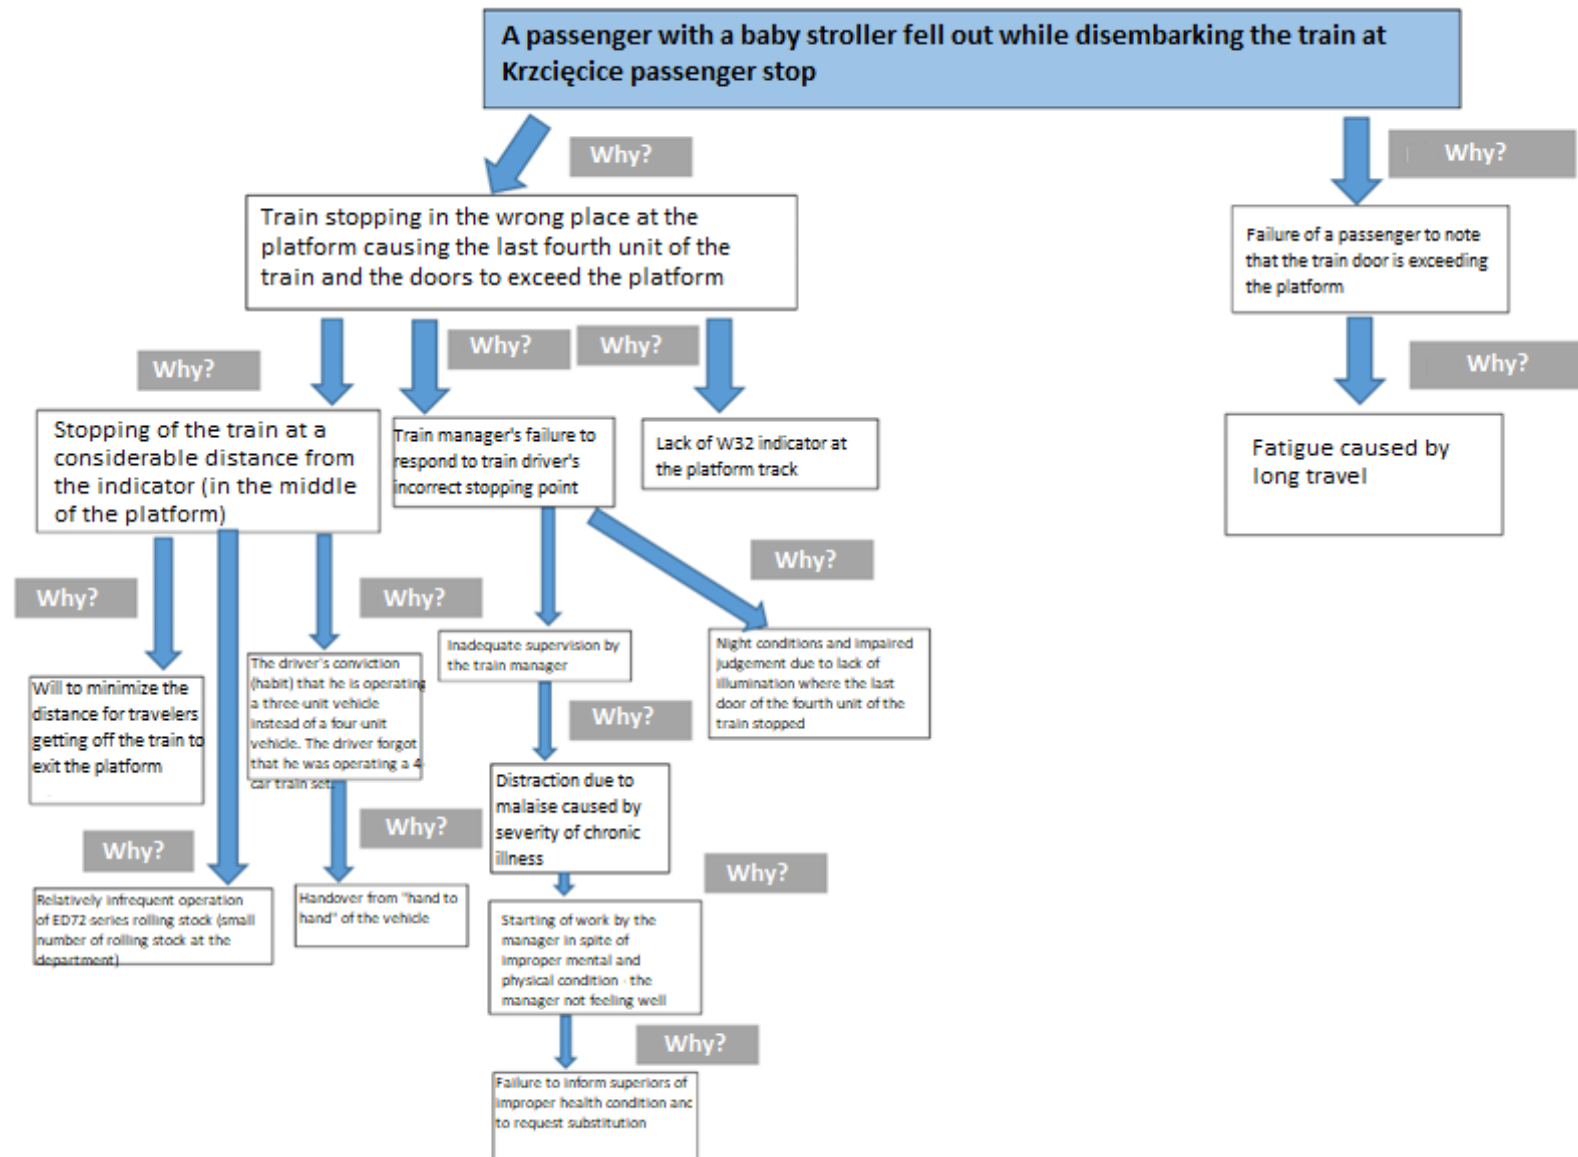 A passenger with a baby stroller fell out while disembarking the train at
Krzcięcice passenger stop
Why?
Why?
Train stopping in the wrong place at the
platform causing the last fourth unit of the
train and the doors to exceed the platform
Failure of a passenger to note
that the train door is exceeding
the platform
Why?
Why?
Why?
Why?
Stopping of the train at a
considerable distance from
the indicator (in the middle
of the platform)
Train manager's failure to
respond to train driver's
incorrect stopping point
Lack of W32 indicator at
the platform track
Fatigue caused by
long travel
Why?
Why?
Why?
Will to minimize the
distance for travelers
getting off the train to
exit the platform
The driver's conviction
(habit) that he is operating
a three-unit vehicle
instead of a four-unit
vehicle. The driver forgot
that he was operating a 4-
car train set.
Inadequate supervision by
the train manager
Night conditions and impaired
judgement due to lack of
illumination where the last
door of the fourth unit of the
train stopped
Why?
Distraction due to
malaise caused by
severity of chronic
illness
Why?
Why?
Why?
Relatively infrequent operation
of ED72-series rolling stock (small
number of rolling stock at the
department)
Handover from "hand to
hand" of the vehicle
Starting of work by the
manager in spite of
improper mental and
physical condition - the
manager not feeling well
Why?
Failure to inform superiors of
improper health condition and
to request substitution